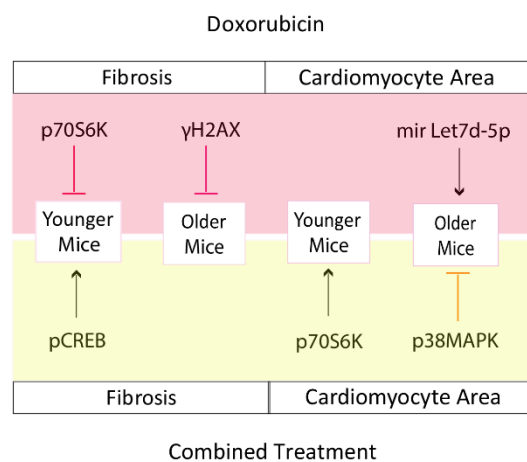 Doxorubicin
Fibrosis Cardiomyocyte Area
p70S6K γH2AX mir Let7d-5p
Younger Mice Older Mice Younger Mice Older Mice
pCREB p70S6K p38MAPK
Fibrosis Cardiomyocyte Area
Combined Treatment